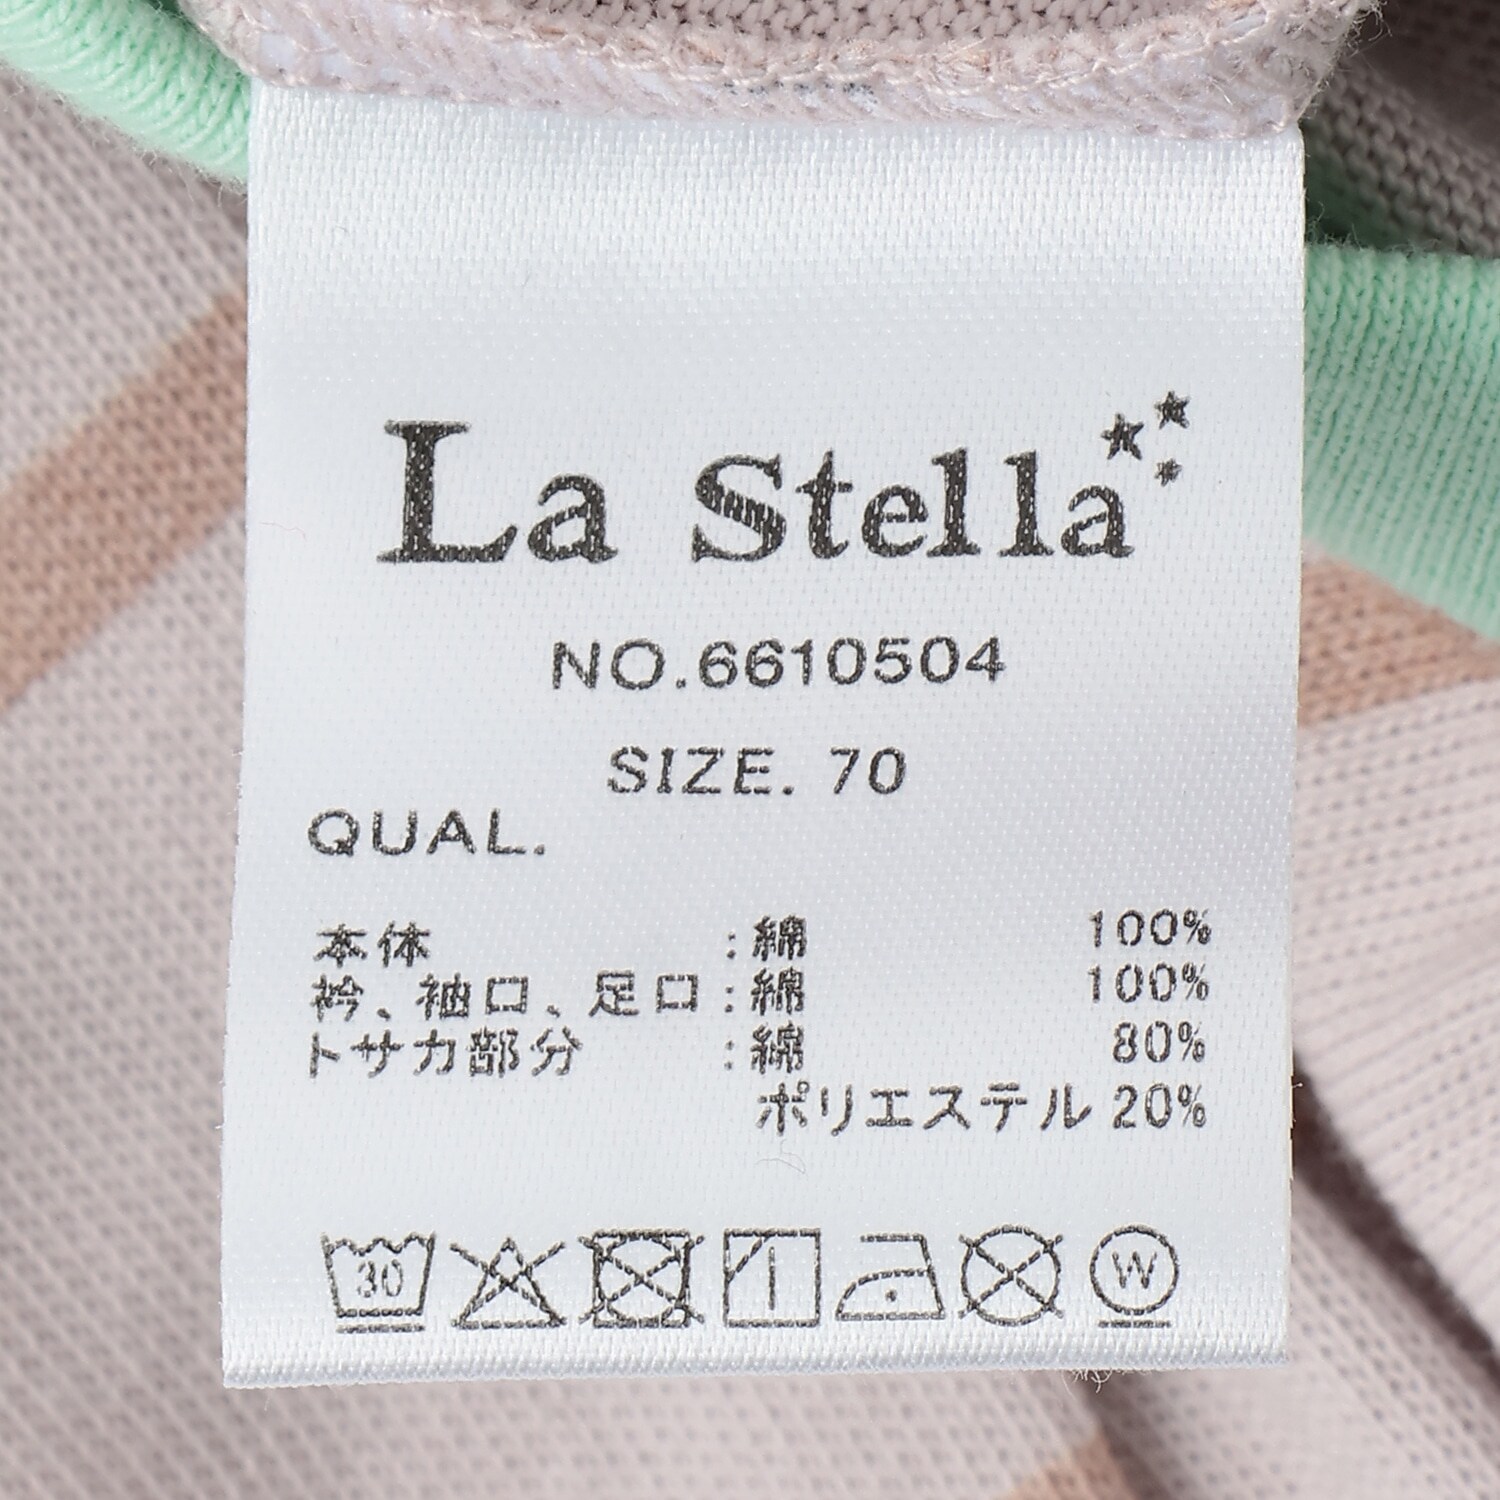 La Stella
NO.6610504
SIZE. 70
QUAL.
本体 :綿 100%
衿、袖口、足口 :綿 100%
トサカ部分 :綿 80%
ポリエステル 20%
30
W